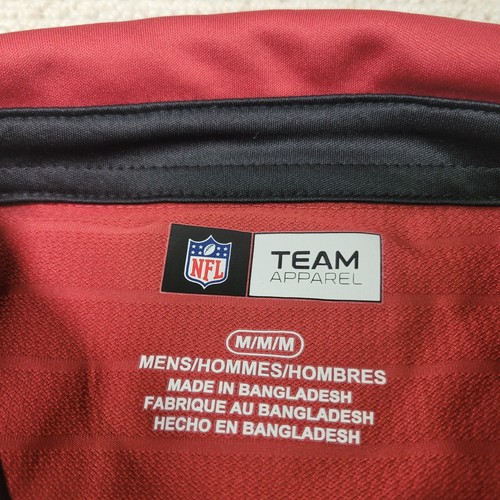 NFL
TEAM
APPAREL
M/M/M
MENS/HOMMES/HOMBRES
MADE IN BANGLADESH
FABRIQUE AU BANGLADESH
HECHO EN BANGLADESH